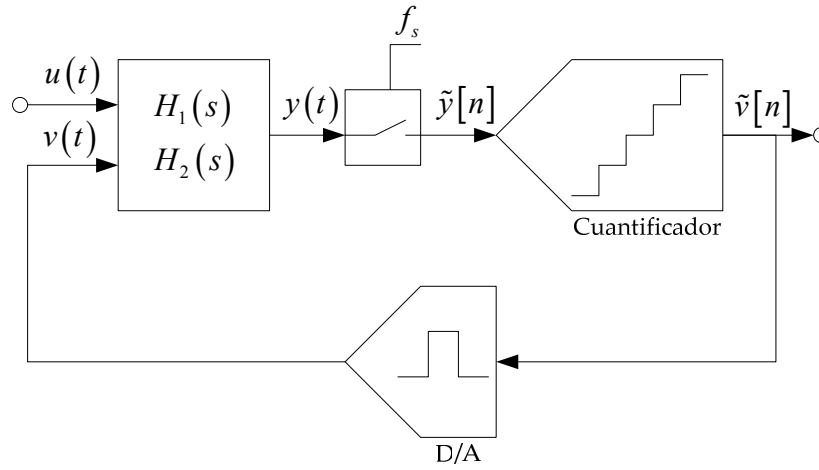 f_s
u(t)
H_1(s)
y(t)
ỹ[n]
ṽ[n]
v(t)
H_2(s)
Cuantificador
D/A